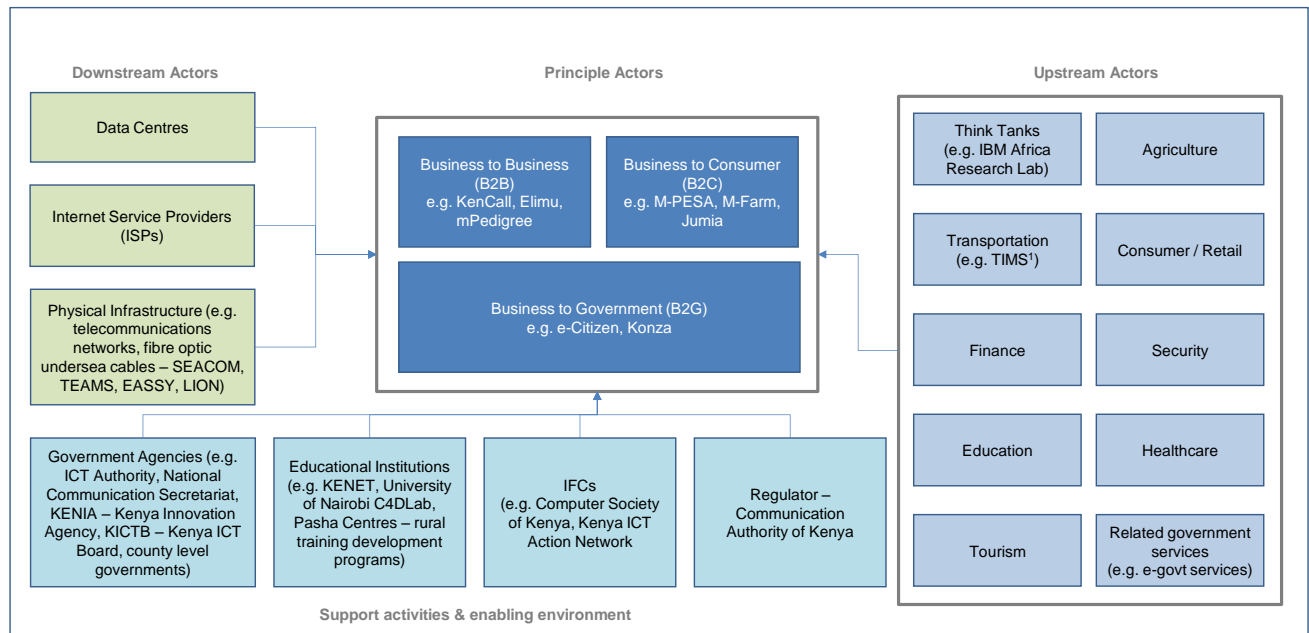 Downstream Actors
Principle Actors
Upstream Actors
Data Centres
Internet Service Providers
(ISPs)
Physical Infrastructure (e.g.
telecommunications
networks, fibre optic
undersea cables – SEACOM,
TEAMS, EASSY, LION)
Business to Business
(B2B)
e.g. KenCall, Elimu,
mPedigree
Business to Consumer
(B2C)
e.g. M-PESA, M-Farm,
Jumia
Business to Government (B2G)
e.g. e-Citizen, Konza
Think Tanks
(e.g. IBM Africa
Research Lab)
Agriculture
Transportation
(e.g. TIMS¹)
Consumer / Retail
Finance
Security
Education
Healthcare
Tourism
Related government
services
(e.g. e-govt services)
Government Agencies (e.g.
ICT Authority, National
Communication Secretariat,
KENIA – Kenya Innovation
Agency, KICTB – Kenya ICT
Board, county level
governments)
Educational Institutions
(e.g. KENET, University
of Nairobi C4DLab,
Pasha Centres – rural
training development
programs)
IFCs
(e.g. Computer Society
of Kenya, Kenya ICT
Action Network
Regulator –
Communication
Authority of Kenya
Support activities & enabling environment